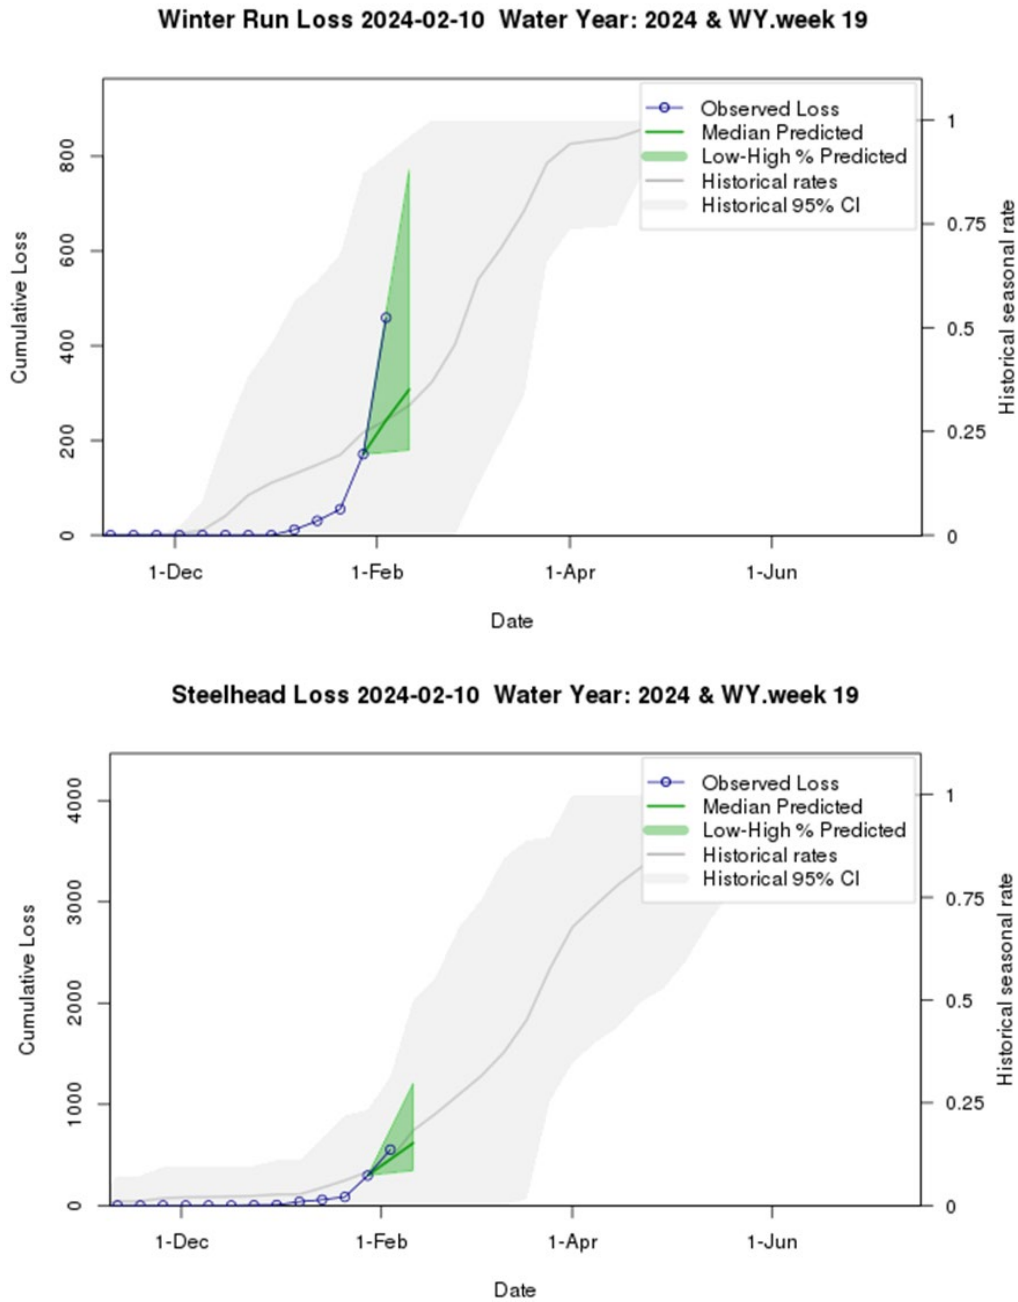 Winter Run Loss 2024-02-10 Water Year: 2024 & WY.week 19
Observed Loss
Median Predicted
Low-High % Predicted
Historical rates
Historical 95% CI
Cumulative Loss
0
200
400
600
800
Historical seasonal rate
0
0.25
0.5
0.75
1
1-Dec
1-Feb
1-Apr
1-Jun
Date
Steelhead Loss 2024-02-10 Water Year: 2024 & WY.week 19
Observed Loss
Median Predicted
Low-High % Predicted
Historical rates
Historical 95% CI
Cumulative Loss
0
1000
2000
3000
4000
Historical seasonal rate
0
0.25
0.5
0.75
1
1-Dec
1-Feb
1-Apr
1-Jun
Date